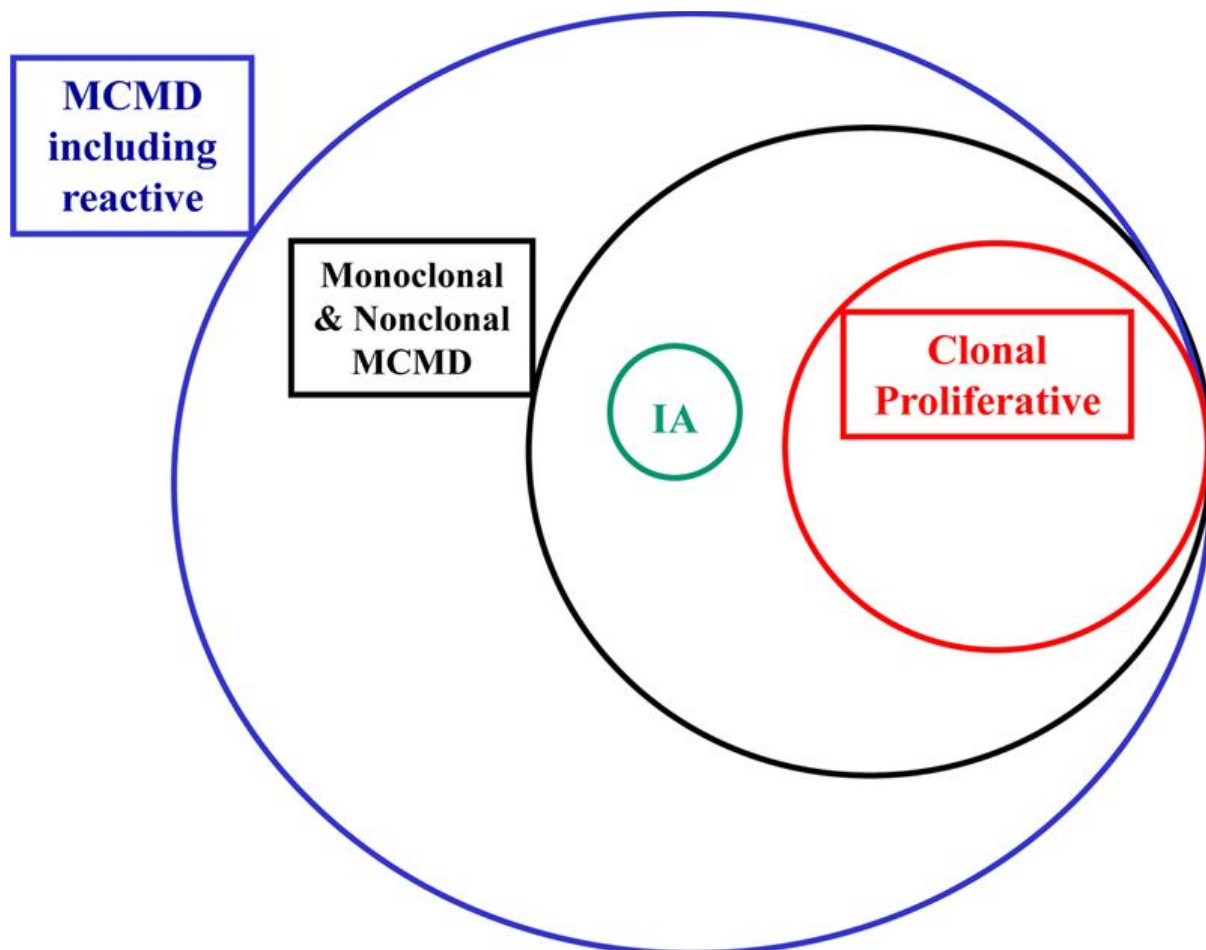 MCMD
including
reactive
Monoclonal
& Nonclonal
MCMD
IA
Clonal
Proliferative